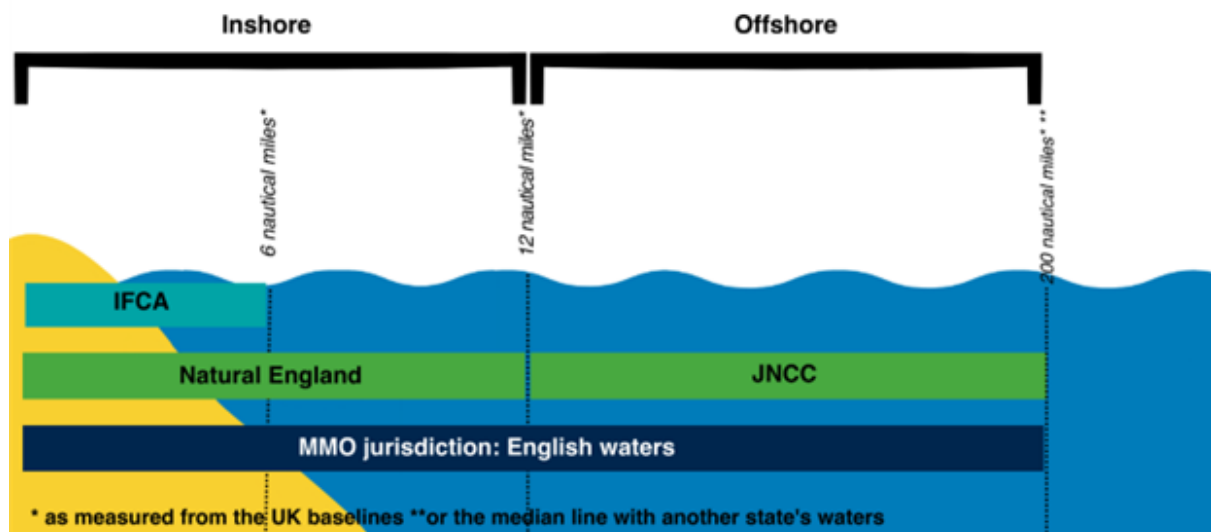 Inshore
Offshore
6 nautical miles*
12 nautical miles*
200 nautical miles* **
IFCA
Natural England
JNCC
MMO jurisdiction: English waters
* as measured from the UK baselines **or the median line with another state's waters